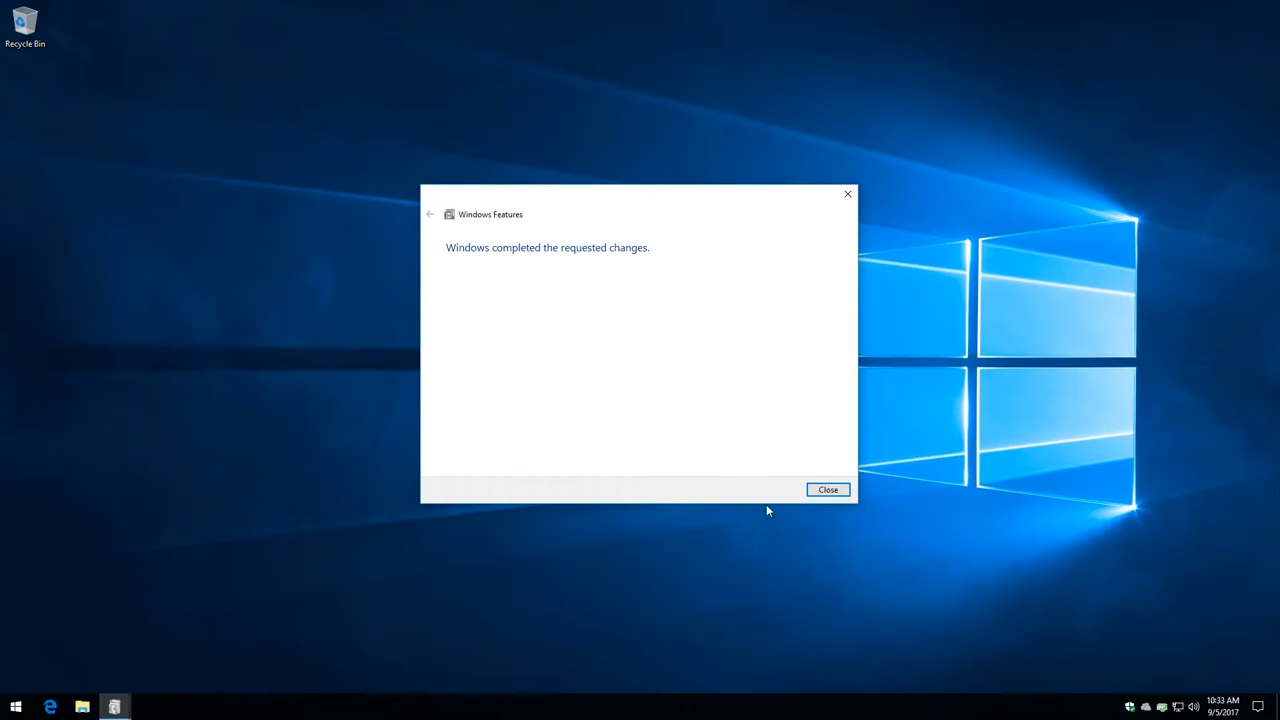 Recycle Bin
Windows Features
Windows completed the requested changes.
Close
10:33 AM
9/5/2017